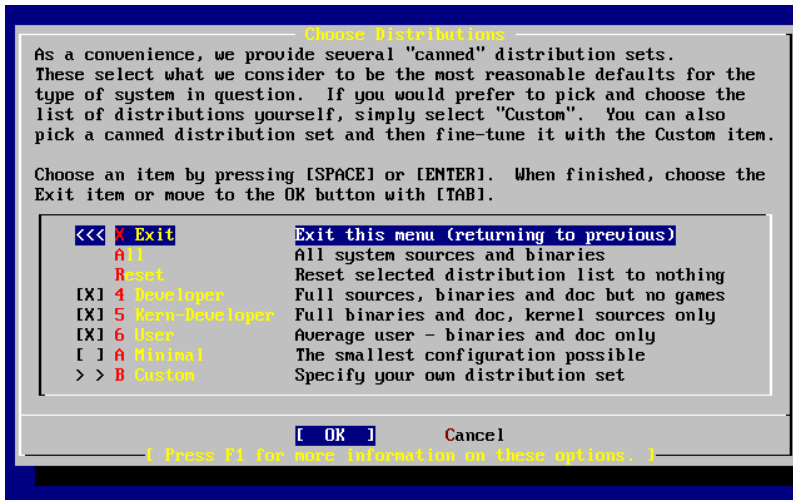 Choose Distributions
As a convenience, we provide several "canned" distribution sets.
These select what we consider to be the most reasonable defaults for the
type of system in question.  If you would prefer to pick and choose the
list of distributions yourself, simply select "Custom".  You can also
pick a canned distribution set and then fine-tune it with the Custom item.
Choose an item by pressing [SPACE] or [ENTER].  When finished, choose the
Exit item or move to the OK button with [TAB].
<<< X Exit Exit this menu (returning to previous)
All All system sources and binaries
Reset Reset selected distribution list to nothing
[X] 4 Developer Full sources, binaries and doc but no games
[X] 5 Kern-Developer Full binaries and doc, kernel sources only
[X] 6 User Average user - binaries and doc only
[ ] A Minimal The smallest configuration possible
> > B Custom Specify your own distribution set
[ OK ] Cancel
[ Press F1 for more information on these options. ]